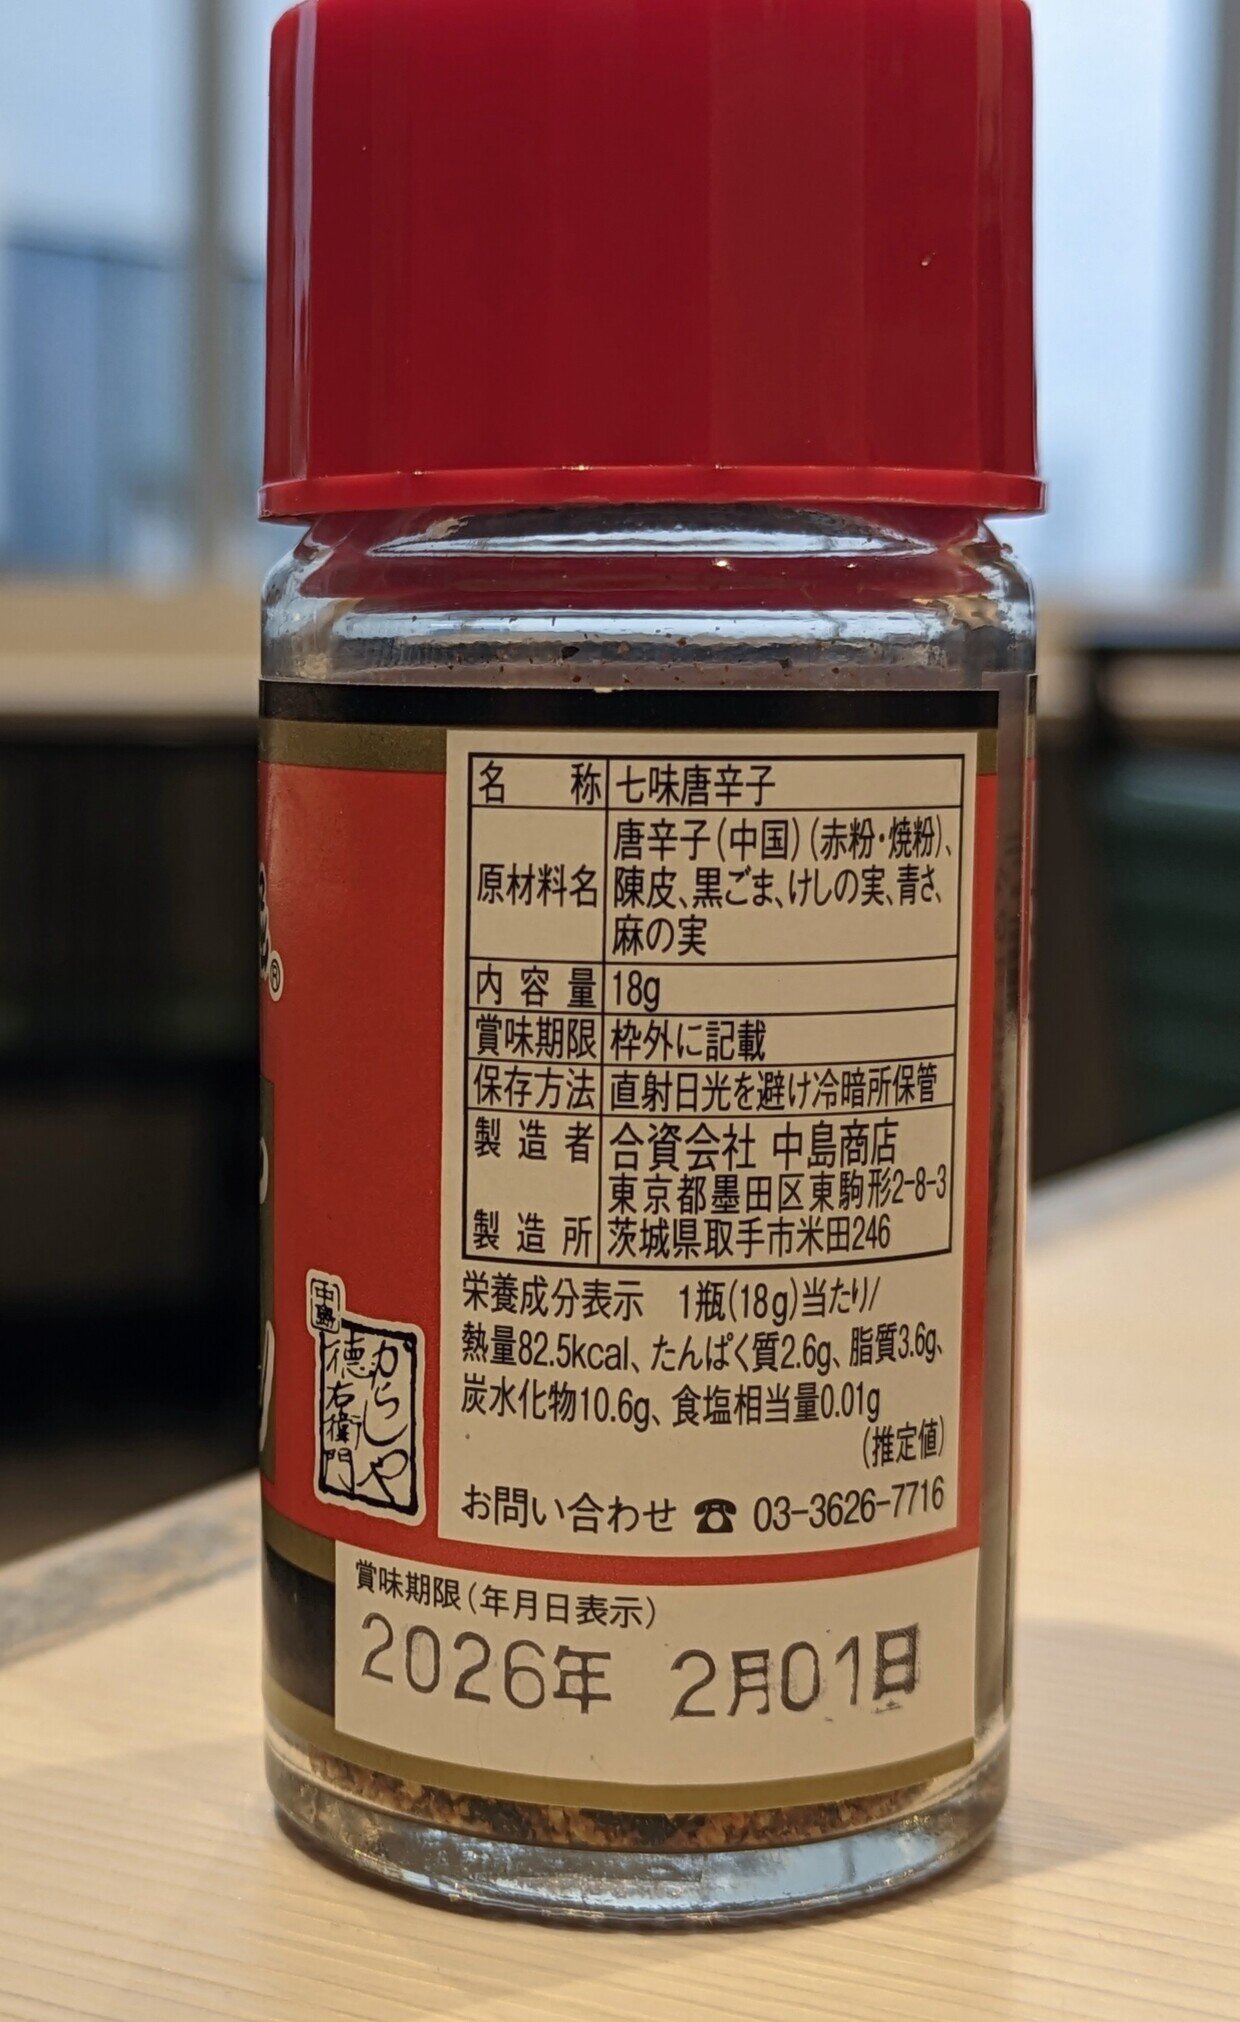 名称 七味唐辛子
原材料名 唐辛子(中国)(赤粉・焼粉)、
陳皮、黒ごま、けしの実、青さ、
麻の実
内容量 18g
賞味期限 枠外に記載
保存方法 直射日光を避け冷暗所保管
製造者 合資会社 中島商店
東京都墨田区東駒形2-8-3
製造所 茨城県取手市米田246
栄養成分表示 1瓶(18g)当たり/
熱量82.5kcal、たんぱく質2.6g、脂質3.6g、
炭水化物10.6g、食塩相当量0.01g
(推定値)
お問い合わせ ☎ 03-3626-7716
中島
からしや
徳右衛門
賞味期限(年月日表示)
2026年 2月01日
®